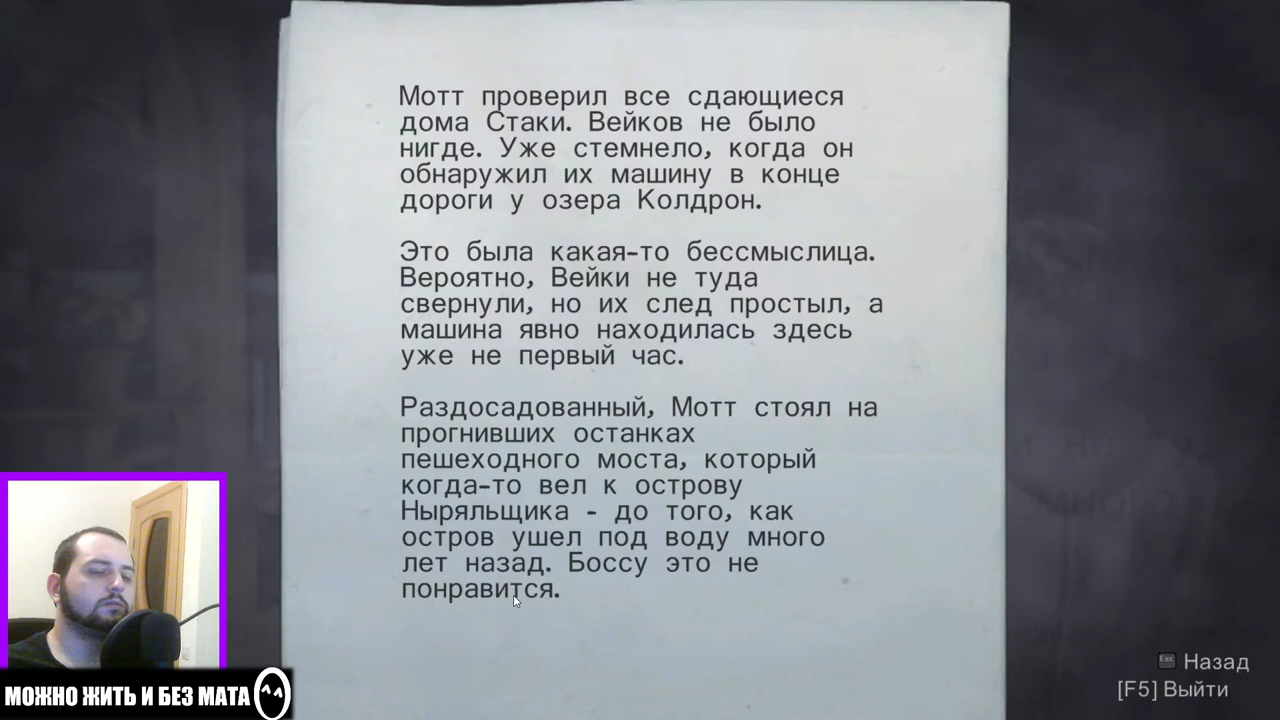 Мотт проверил все сдающиеся
дома Стаки. Вейков не было
нигде. Уже стемнело, когда он
обнаружил их машину в конце
дороги у озера Колдрон.
Это была какая-то бессмыслица.
Вероятно, Вейки не туда
свернули, но их след простыл, а
машина явно находилась здесь
уже не первый час.
Раздосадованный, Мотт стоял на
прогнивших останках
пешеходного моста, который
когда-то вел к острову
Ныряльщика - до того, как
остров ушел под воду много
лет назад. Боссу это не
понравится.
Esc Назад
[F5] Выйти
МОЖНО ЖИТЬ И БЕЗ МАТА